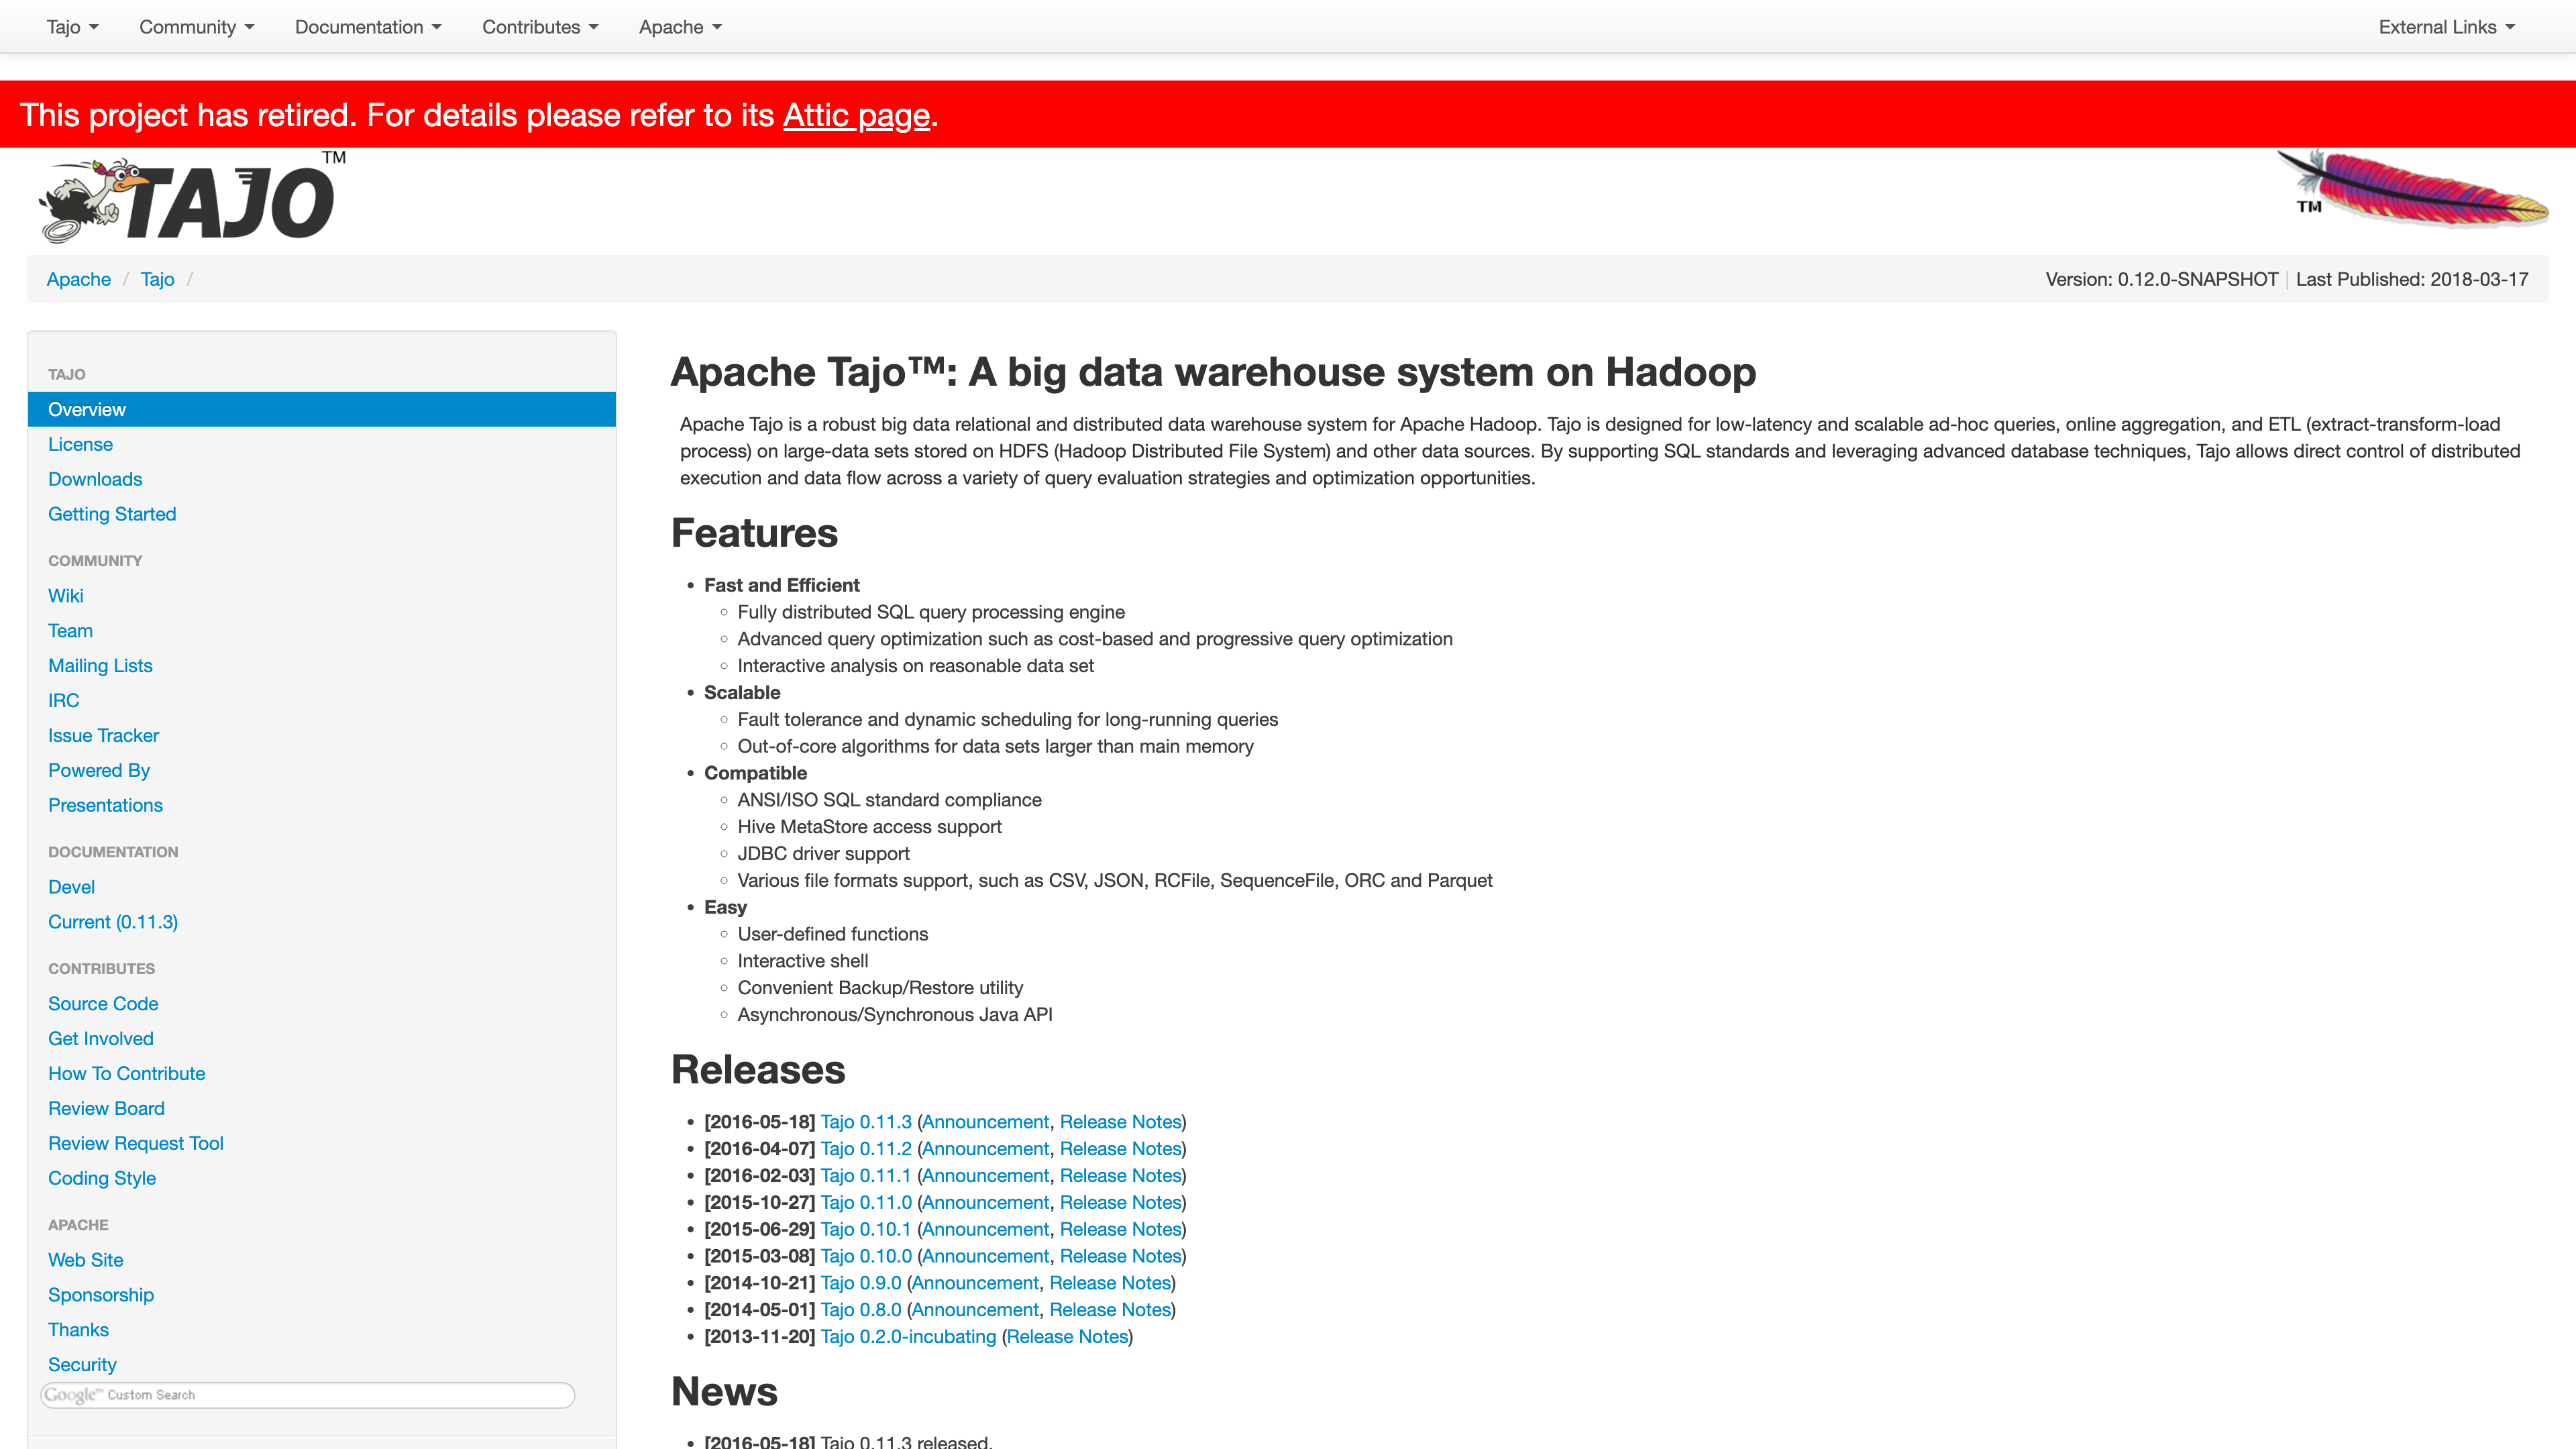 Tajo Community Documentation Contributes Apache External Links
This project has retired. For details please refer to its Attic page.
TAJO™
TM
Apache / Tajo / Version: 0.12.0-SNAPSHOT | Last Published: 2018-03-17
TAJO
Overview
License
Downloads
Getting Started
COMMUNITY
Wiki
Team
Mailing Lists
IRC
Issue Tracker
Powered By
Presentations
DOCUMENTATION
Devel
Current (0.11.3)
CONTRIBUTES
Source Code
Get Involved
How To Contribute
Review Board
Review Request Tool
Coding Style
APACHE
Web Site
Sponsorship
Thanks
Security
Google™ Custom Search
Apache Tajo™: A big data warehouse system on Hadoop
Apache Tajo is a robust big data relational and distributed data warehouse system for Apache Hadoop. Tajo is designed for low-latency and scalable ad-hoc queries, online aggregation, and ETL (extract-transform-load
process) on large-data sets stored on HDFS (Hadoop Distributed File System) and other data sources. By supporting SQL standards and leveraging advanced database techniques, Tajo allows direct control of distributed
execution and data flow across a variety of query evaluation strategies and optimization opportunities.
Features
• Fast and Efficient
○ Fully distributed SQL query processing engine
○ Advanced query optimization such as cost-based and progressive query optimization
○ Interactive analysis on reasonable data set
• Scalable
○ Fault tolerance and dynamic scheduling for long-running queries
○ Out-of-core algorithms for data sets larger than main memory
• Compatible
○ ANSI/ISO SQL standard compliance
○ Hive MetaStore access support
○ JDBC driver support
○ Various file formats support, such as CSV, JSON, RCFile, SequenceFile, ORC and Parquet
• Easy
○ User-defined functions
○ Interactive shell
○ Convenient Backup/Restore utility
○ Asynchronous/Synchronous Java API
Releases
• [2016-05-18] Tajo 0.11.3 (Announcement, Release Notes)
• [2016-04-07] Tajo 0.11.2 (Announcement, Release Notes)
• [2016-02-03] Tajo 0.11.1 (Announcement, Release Notes)
• [2015-10-27] Tajo 0.11.0 (Announcement, Release Notes)
• [2015-06-29] Tajo 0.10.1 (Announcement, Release Notes)
• [2015-03-08] Tajo 0.10.0 (Announcement, Release Notes)
• [2014-10-21] Tajo 0.9.0 (Announcement, Release Notes)
• [2014-05-01] Tajo 0.8.0 (Announcement, Release Notes)
• [2013-11-20] Tajo 0.2.0-incubating (Release Notes)
News
• [2016-05-18] Tajo 0.11.3 released.